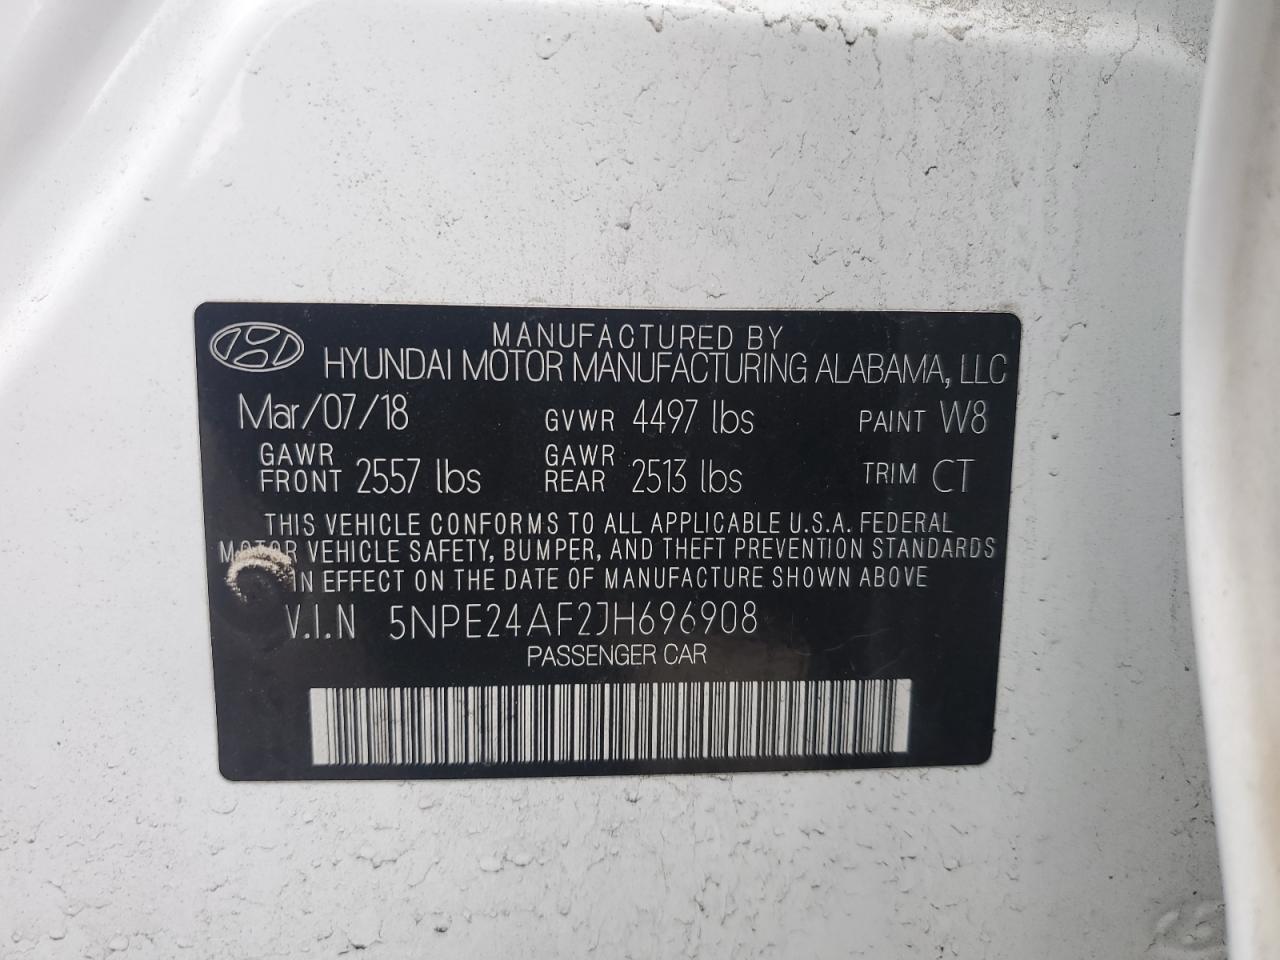 MANUFACTURED BY
HYUNDAI MOTOR MANUFACTURING ALABAMA, LLC
Mar/07/18 GVWR 4497 lbs PAINT W8
GAWR FRONT 2557 lbs GAWR REAR 2513 lbs TRIM CT
THIS VEHICLE CONFORMS TO ALL APPLICABLE U.S.A. FEDERAL
MOTOR VEHICLE SAFETY, BUMPER, AND THEFT PREVENTION STANDARDS
IN EFFECT ON THE DATE OF MANUFACTURE SHOWN ABOVE
V.I.N 5NPE24AF2JH696908
PASSENGER CAR